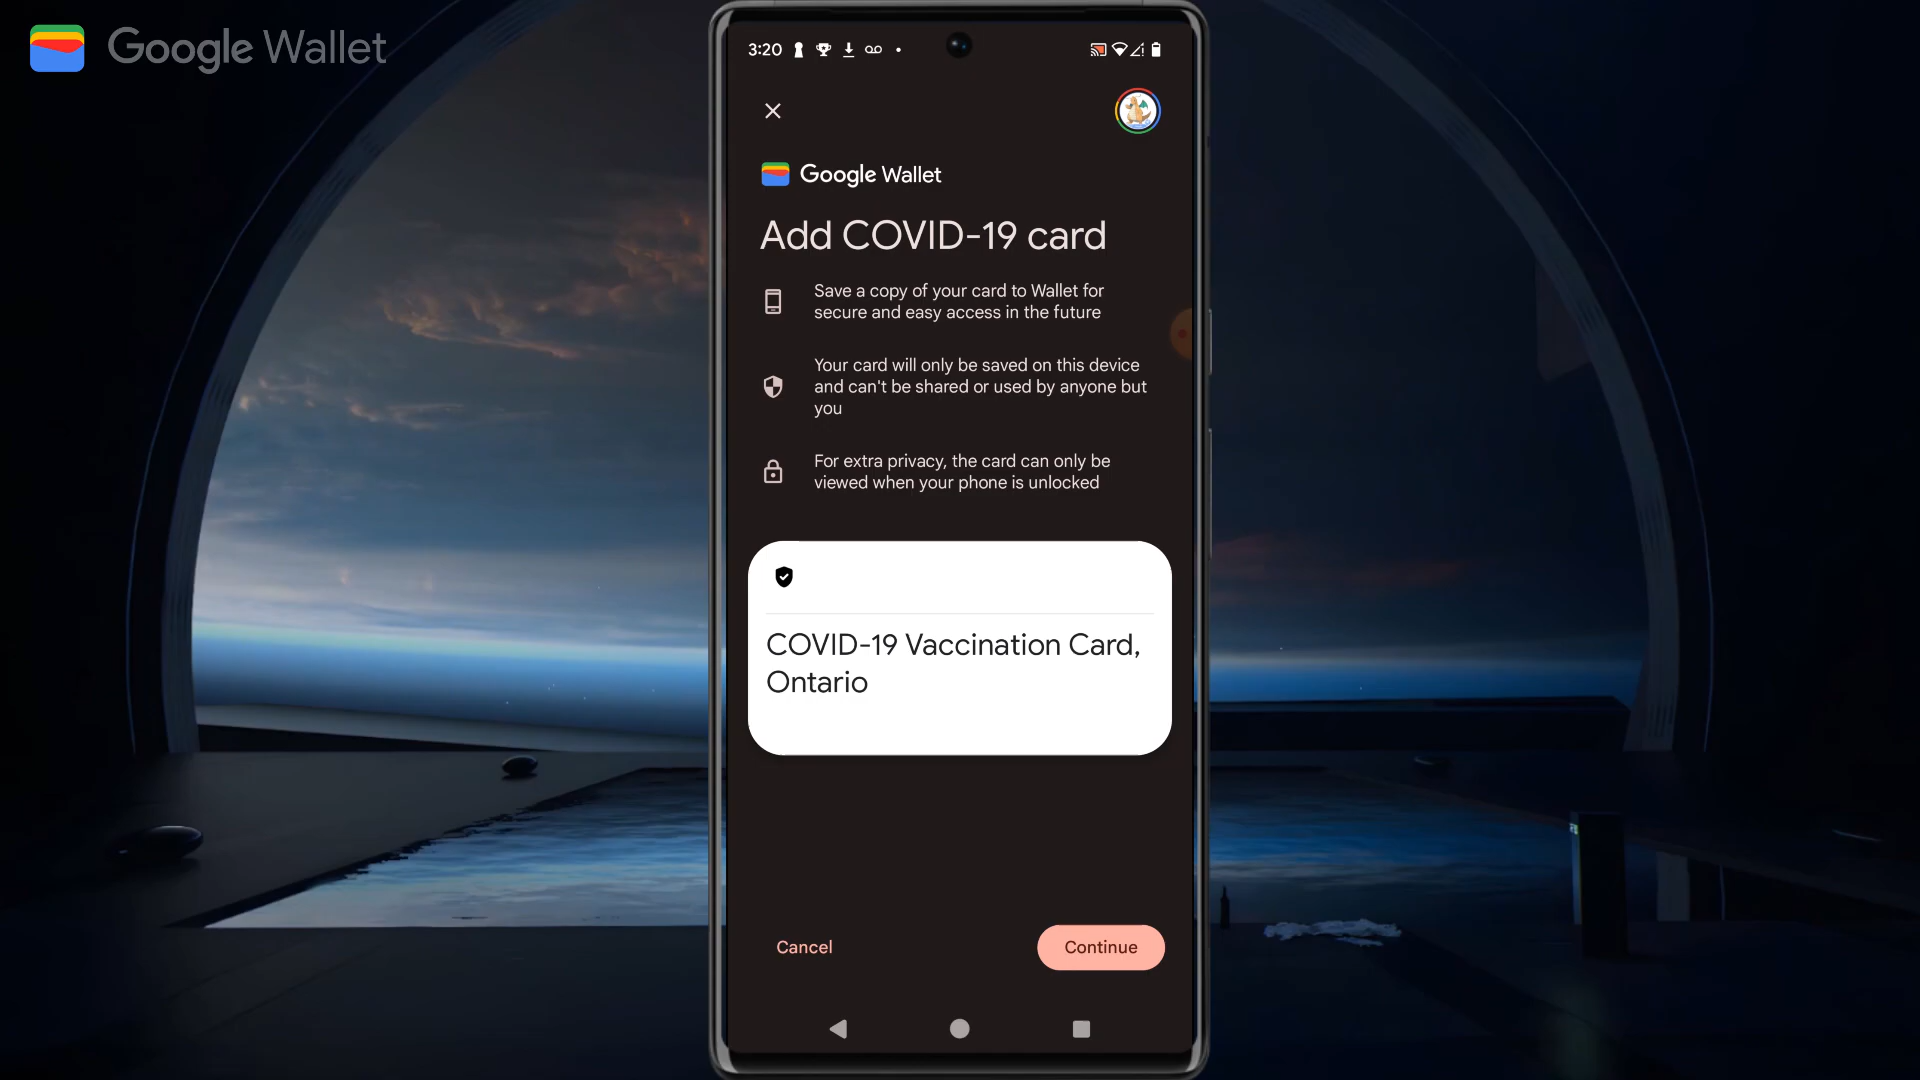 Google Wallet
3:20
Google Wallet
Add COVID-19 card
Save a copy of your card to Wallet for
secure and easy access in the future
Your card will only be saved on this device
and can't be shared or used by anyone but
you
For extra privacy, the card can only be
viewed when your phone is unlocked
COVID-19 Vaccination Card,
Ontario
Cancel
Continue